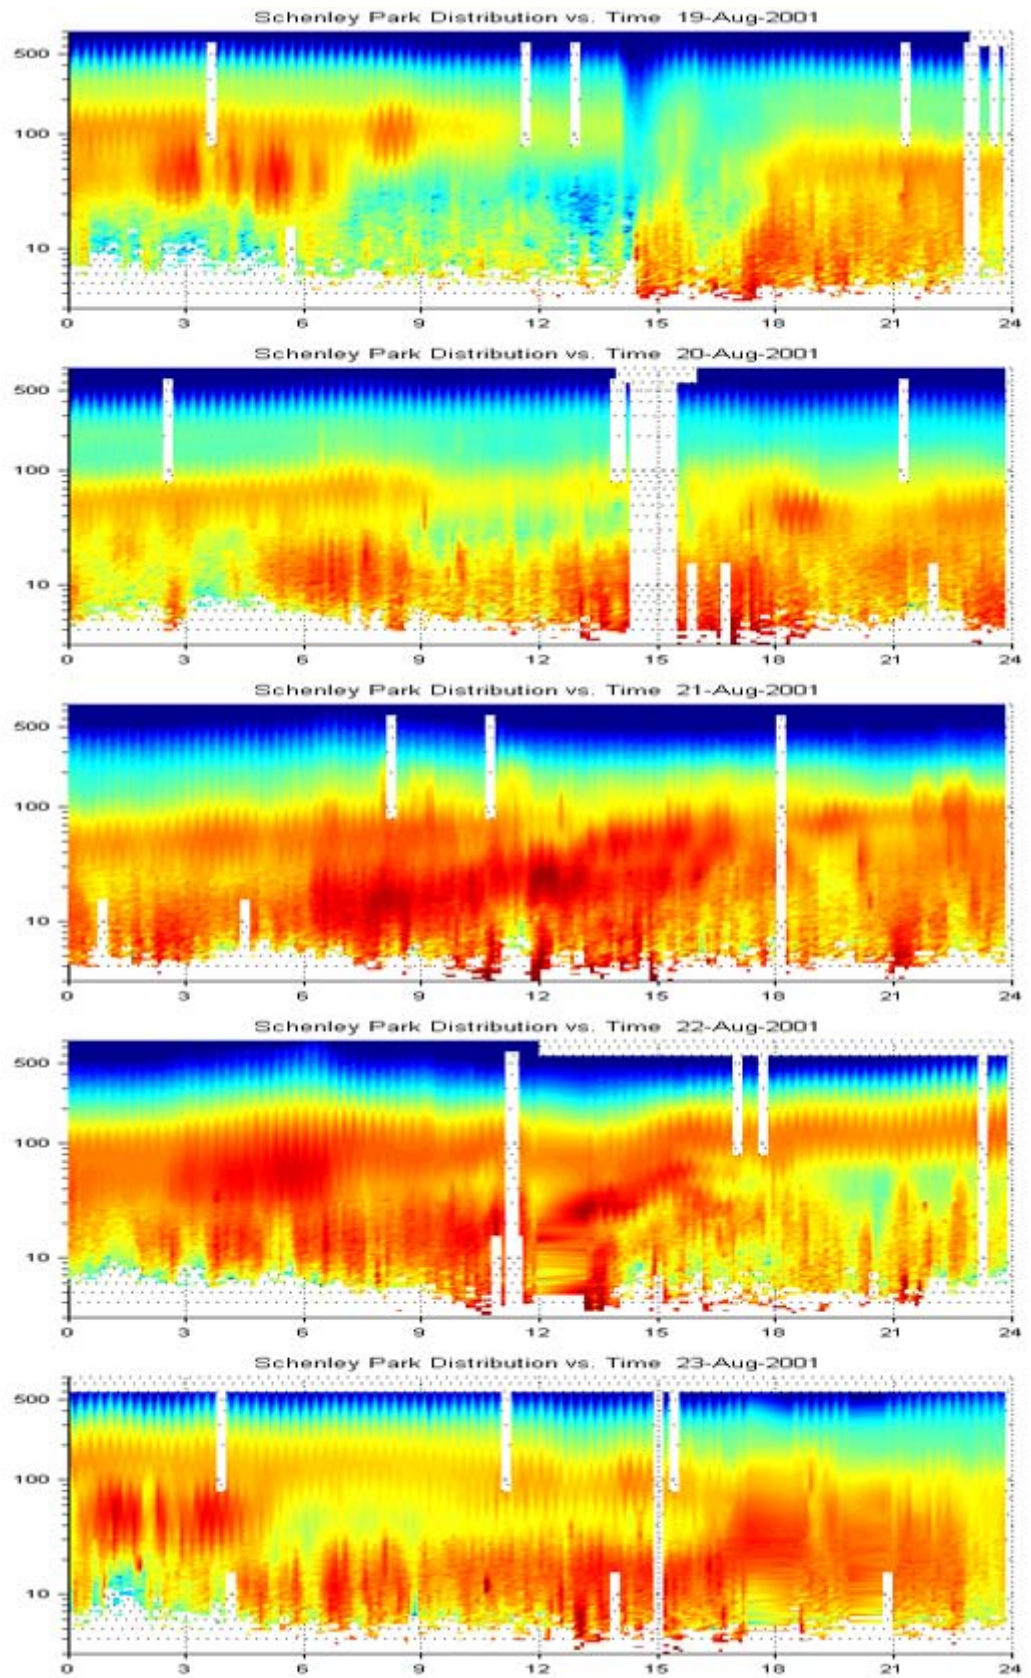 Schenley Park Distribution vs. Time 19-Aug-2001
500
100
10
0 3 6 9 12 15 18 21 24
Schenley Park Distribution vs. Time 20-Aug-2001
500
100
10
0 3 6 9 12 15 18 21 24
Schenley Park Distribution vs. Time 21-Aug-2001
500
100
10
0 3 6 9 12 15 18 21 24
Schenley Park Distribution vs. Time 22-Aug-2001
500
100
10
0 3 6 9 12 15 18 21 24
Schenley Park Distribution vs. Time 23-Aug-2001
500
100
10
0 3 6 9 12 15 18 21 24